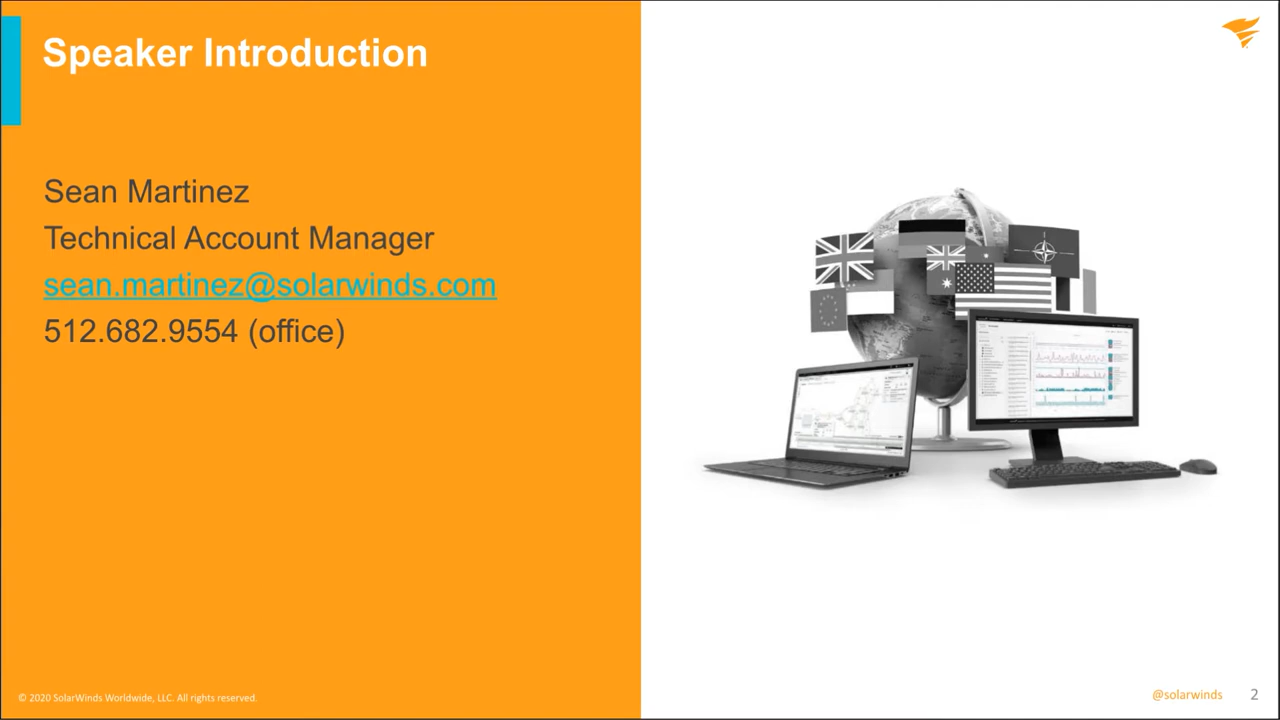 Speaker Introduction
Sean Martinez
Technical Account Manager
sean.martinez@solarwinds.com
512.682.9554 (office)
© 2020 SolarWinds Worldwide, LLC. All rights reserved.
@solarwinds
2